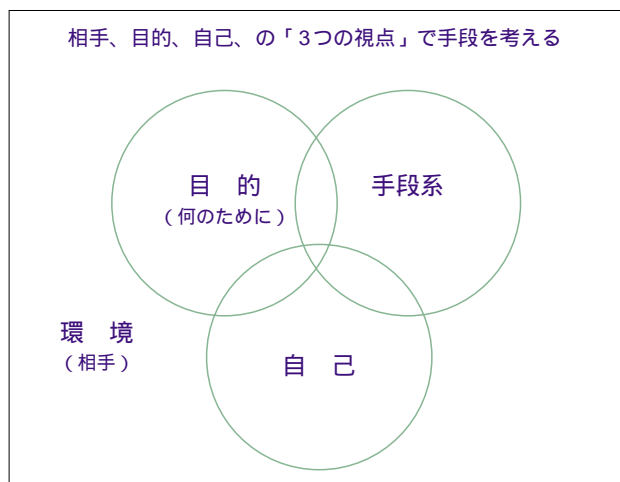 相手、目的、自己、の「3つの視点」で手段を考える
目　的
（何のために）
手段系
環　境
（相手）
自　己